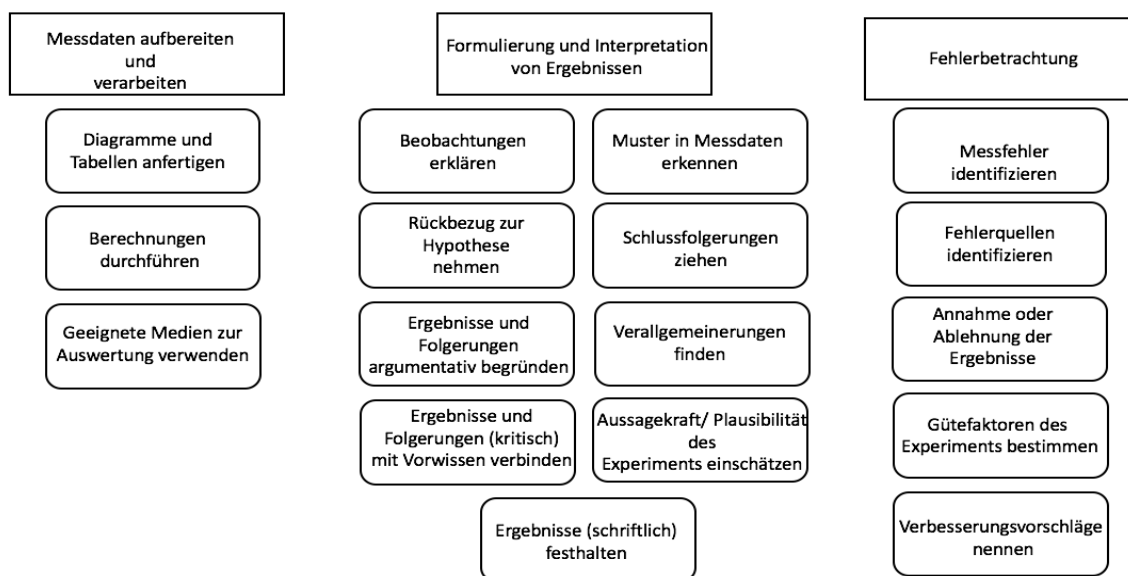 Messdaten aufbereiten
und
verarbeiten
Diagramme und
Tabellen anfertigen
Berechnungen
durchführen
Geeignete Medien zur
Auswertung verwenden
Formulierung und Interpretation
von Ergebnissen
Beobachtungen
erklären
Muster in Messdaten
erkennen
Rückbezug zur
Hypothese
nehmen
Schlussfolgerungen
ziehen
Ergebnisse und
Folgerungen
argumentativ begründen
Verallgemeinerungen
finden
Ergebnisse und
Folgerungen (kritisch)
mit Vorwissen verbinden
Aussagekraft/ Plausibilität
des
Experiments einschätzen
Ergebnisse (schriftlich)
festhalten
Fehlerbetrachtung
Messfehler
identifizieren
Fehlerquellen
identifizieren
Annahme oder
Ablehnung der
Ergebnisse
Gütefaktoren des
Experiments bestimmen
Verbesserungsvorschläge
nennen